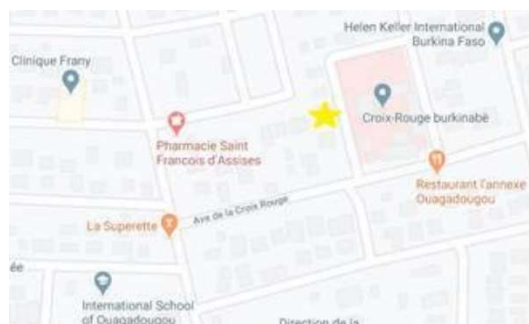 Helen Keller International
Burkina Faso
Clinique Frany
Croix-Rouge burkinabè
Pharmacie Saint
Francois d'Assises
Restaurant l'annexe
Ouagadougou
Ave de la Croix Rouge
La Superette
ée
International School
of Ouagadougou
Direction de la